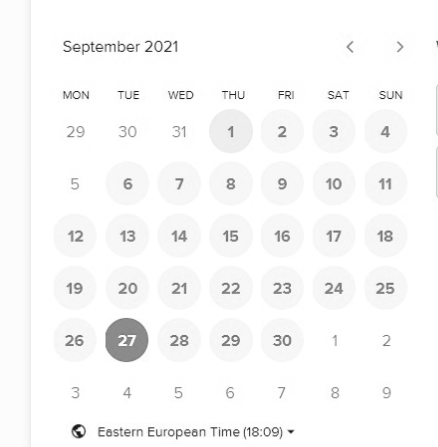 September 2021
MON TUE WED THU FRI SAT SUN
29 30 31 1 2 3 4
5 6 7 8 9 10 11
12 13 14 15 16 17 18
19 20 21 22 23 24 25
26 27 28 29 30 1 2
3 4 5 6 7 8 9
Eastern European Time (18:09)